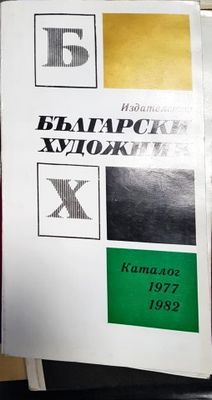 Б
Издателство
БЪЛГАРСКИ
ХУДОЖНИК
Х
Каталог
1977
1982